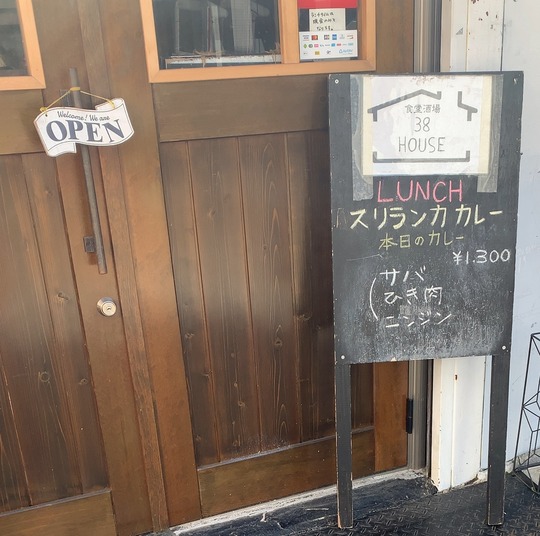 Welcome! We are
OPEN
食堂酒場
38
HOUSE
LUNCH
スリランカカレー
本日のカレー
¥1.300
サバ
ひき肉
ニンジン